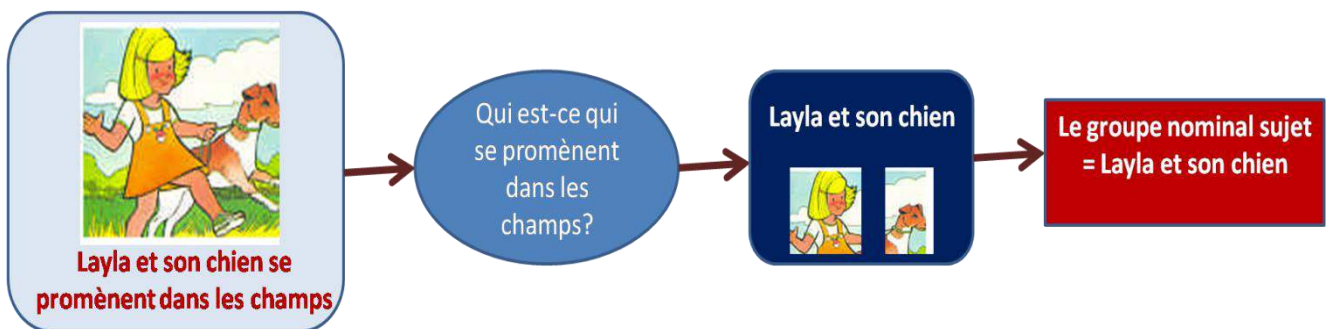 Layla et son chien se
promènent dans les champs
Qui est-ce qui
se promènent
dans les
champs?
Layla et son chien
Le groupe nominal sujet
= Layla et son chien